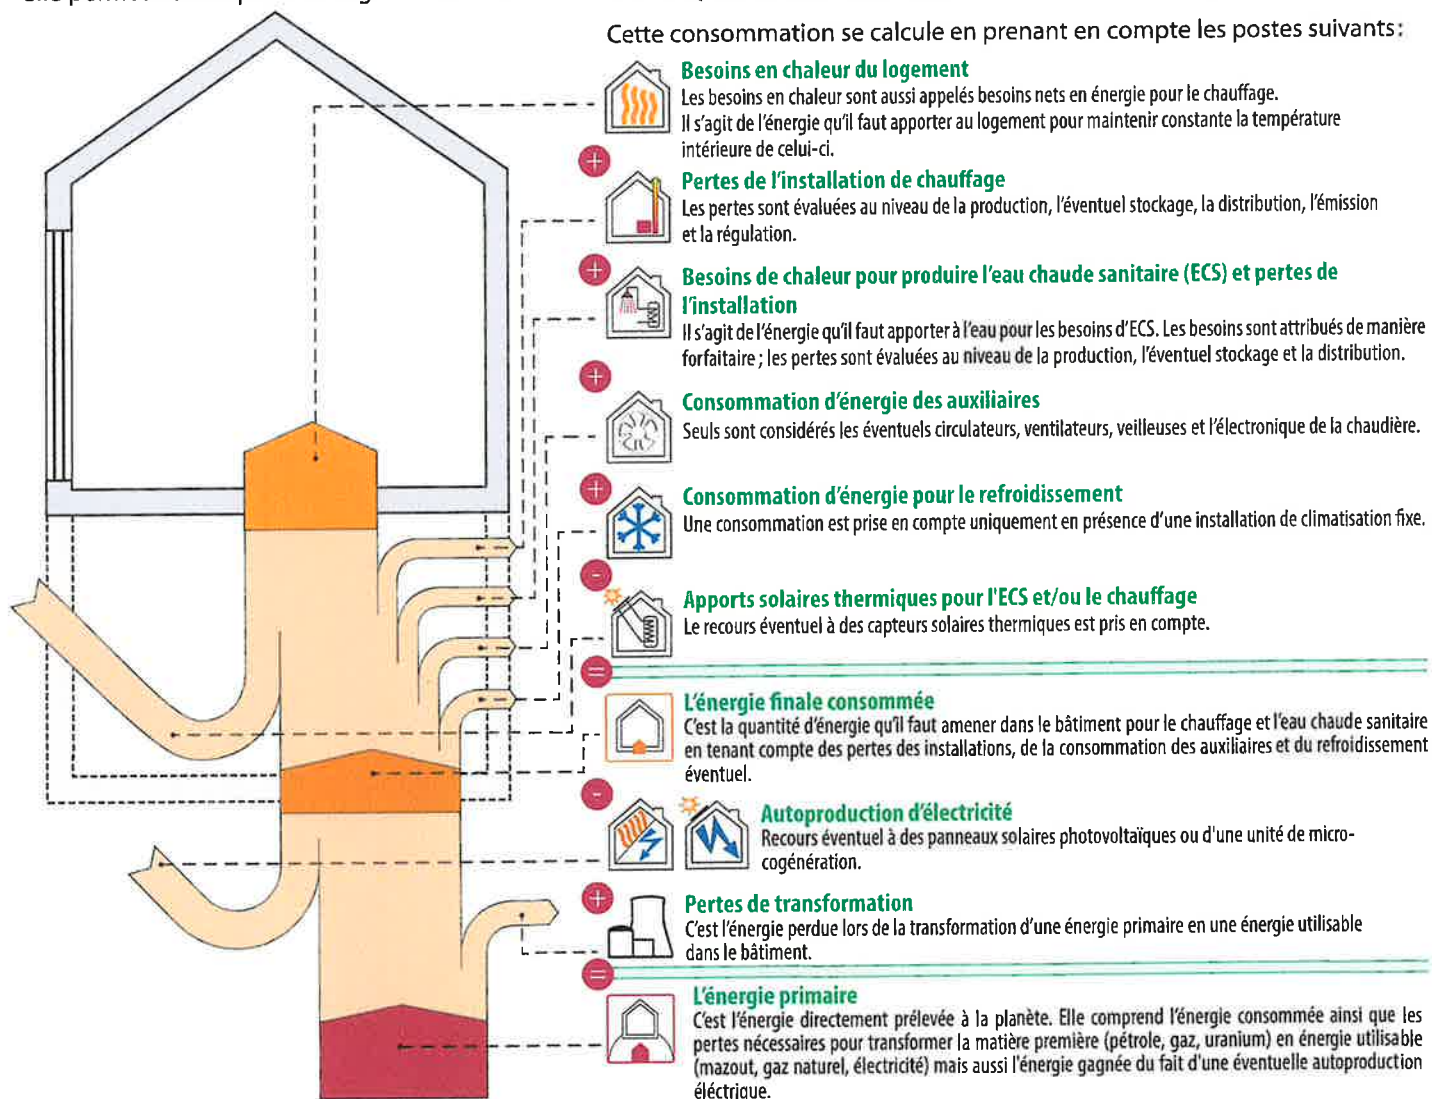 Cette consommation se calcule en prenant en compte les postes suivants:
Besoins en chaleur du logement
Les besoins en chaleur sont aussi appelés besoins nets en énergie pour le chauffage.
Il s'agit de l'énergie qu'il faut apporter au logement pour maintenir constante la température
intérieure de celui-ci.
+
Pertes de l'installation de chauffage
Les pertes sont évaluées au niveau de la production, l'éventuel stockage, la distribution, l'émission
et la régulation.
+
Besoins de chaleur pour produire l'eau chaude sanitaire (ECS) et pertes de
l'installation
Il s'agit de l'énergie qu'il faut apporter à l'eau pour les besoins d'ECS. Les besoins sont attribués de manière
forfaitaire ; les pertes sont évaluées au niveau de la production, l'éventuel stockage et la distribution.
+
Consommation d'énergie des auxiliaires
Seuls sont considérés les éventuels circulateurs, ventilateurs, veilleuses et l'électronique de la chaudière.
+
Consommation d'énergie pour le refroidissement
Une consommation est prise en compte uniquement en présence d'une installation de climatisation fixe.
-
Apports solaires thermiques pour l'ECS et/ou le chauffage
Le recours éventuel à des capteurs solaires thermiques est pris en compte.
=
L'énergie finale consommée
C'est la quantité d'énergie qu'il faut amener dans le bâtiment pour le chauffage et l'eau chaude sanitaire
en tenant compte des pertes des installations, de la consommation des auxiliaires et du refroidissement
éventuel.
-
Autoproduction d'électricité
Recours éventuel à des panneaux solaires photovoltaïques ou d'une unité de micro-
cogénération.
+
Pertes de transformation
C'est l'énergie perdue lors de la transformation d'une énergie primaire en une énergie utilisable
dans le bâtiment.
=
L'énergie primaire
C'est l'énergie directement prélevée à la planète. Elle comprend l'énergie consommée ainsi que les
pertes nécessaires pour transformer la matière première (pétrole, gaz, uranium) en énergie utilisable
(mazout, gaz naturel, électricité) mais aussi l'énergie gagnée du fait d'une éventuelle autoproduction
éléctrique.